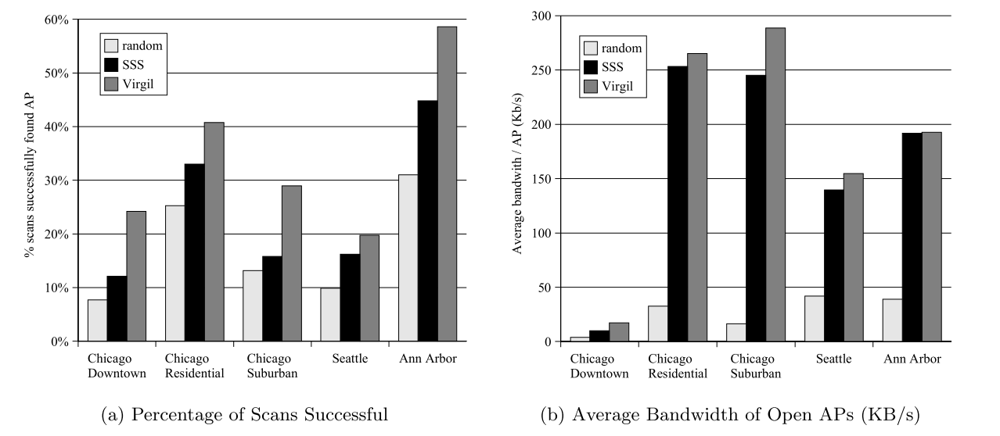 60%
50%
40%
30%
20%
10%
0%
% scans successfully found AP
random
SSS
Virgil
Chicago
Downtown
Chicago
Residential
Chicago
Suburban
Seattle
Ann Arbor
(a) Percentage of Scans Successful
300
250
200
150
100
50
0
Average bandwith / AP (Kb/s)
random
SSS
Virgil
Chicago
Downtown
Chicago
Residential
Chicago
Suburban
Seattle
Ann Arbor
(b) Average Bandwidth of Open APs (KB/s)